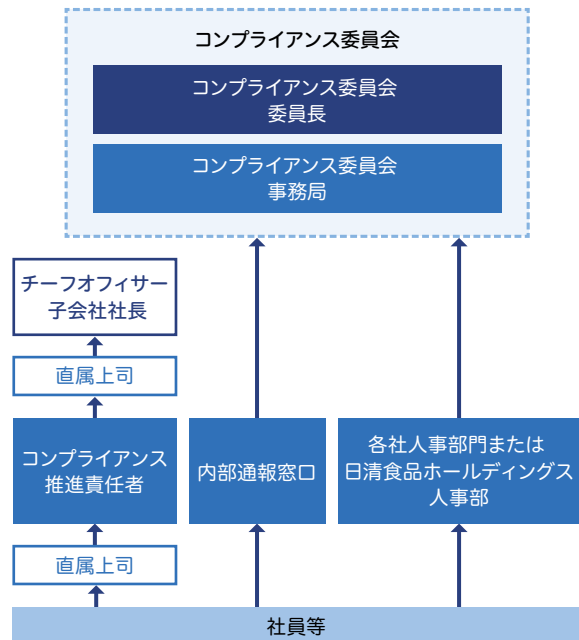 コンプライアンス委員会
コンプライアンス委員会
委員長
コンプライアンス委員会
事務局
チーフオフィサー
子会社社長
直属上司
コンプライアンス
推進責任者
内部通報窓口
各社人事部門または
日清食品ホールディングス
人事部
直属上司
社員等